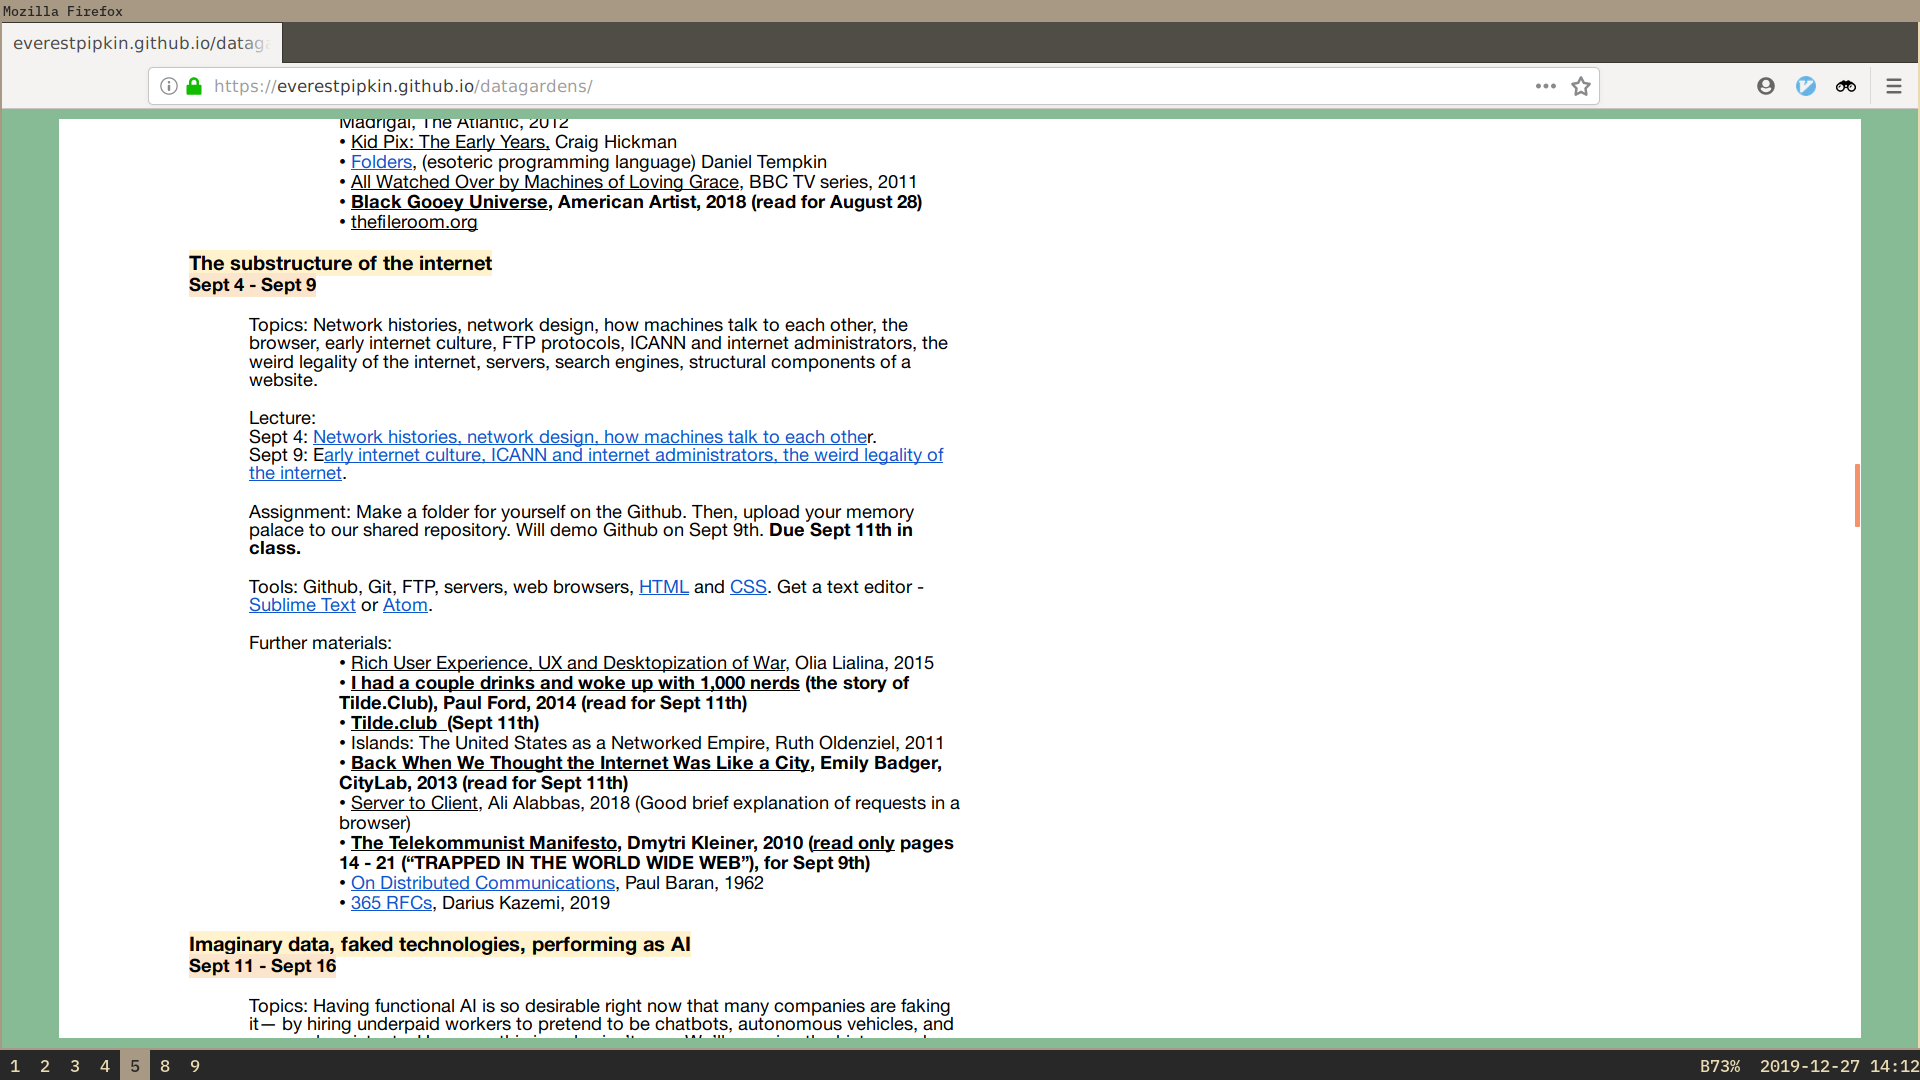 Mozilla Firefox
everestpipkin.github.io/datag
https://everestpipkin.github.io/datagardens/
Madrigal, The Atlantic, 2012
• Kid Pix: The Early Years, Craig Hickman
• Folders, (esoteric programming language) Daniel Tempkin
• All Watched Over by Machines of Loving Grace, BBC TV series, 2011
• Black Gooey Universe, American Artist, 2018 (read for August 28)
• thefileroom.org
The substructure of the internet
Sept 4 - Sept 9
Topics: Network histories, network design, how machines talk to each other, the
browser, early internet culture, FTP protocols, ICANN and internet administrators, the
weird legality of the internet, servers, search engines, structural components of a
website.
Lecture:
Sept 4: Network histories, network design, how machines talk to each other.
Sept 9: Early internet culture, ICANN and internet administrators, the weird legality of
the internet.
Assignment: Make a folder for yourself on the Github. Then, upload your memory
palace to our shared repository. Will demo Github on Sept 9th. Due Sept 11th in
class.
Tools: Github, Git, FTP, servers, web browsers, HTML and CSS. Get a text editor -
Sublime Text or Atom.
Further materials:
• Rich User Experience, UX and Desktopization of War, Olia Lialina, 2015
• I had a couple drinks and woke up with 1,000 nerds (the story of
Tilde.Club), Paul Ford, 2014 (read for Sept 11th)
• Tilde.club (Sept 11th)
• Islands: The United States as a Networked Empire, Ruth Oldenziel, 2011
• Back When We Thought the Internet Was Like a City, Emily Badger,
CityLab, 2013 (read for Sept 11th)
• Server to Client, Ali Alabbas, 2018 (Good brief explanation of requests in a
browser)
• The Telekommunist Manifesto, Dmytri Kleiner, 2010 (read only pages
14 - 21 (“TRAPPED IN THE WORLD WIDE WEB”), for Sept 9th)
• On Distributed Communications, Paul Baran, 1962
• 365 RFCs, Darius Kazemi, 2019
Imaginary data, faked technologies, performing as AI
Sept 11 - Sept 16
Topics: Having functional AI is so desirable right now that many companies are faking
it— by hiring underpaid workers to pretend to be chatbots, autonomous vehicles, and
1 2 3 4 5 8 9
B73% 2019-12-27 14:12